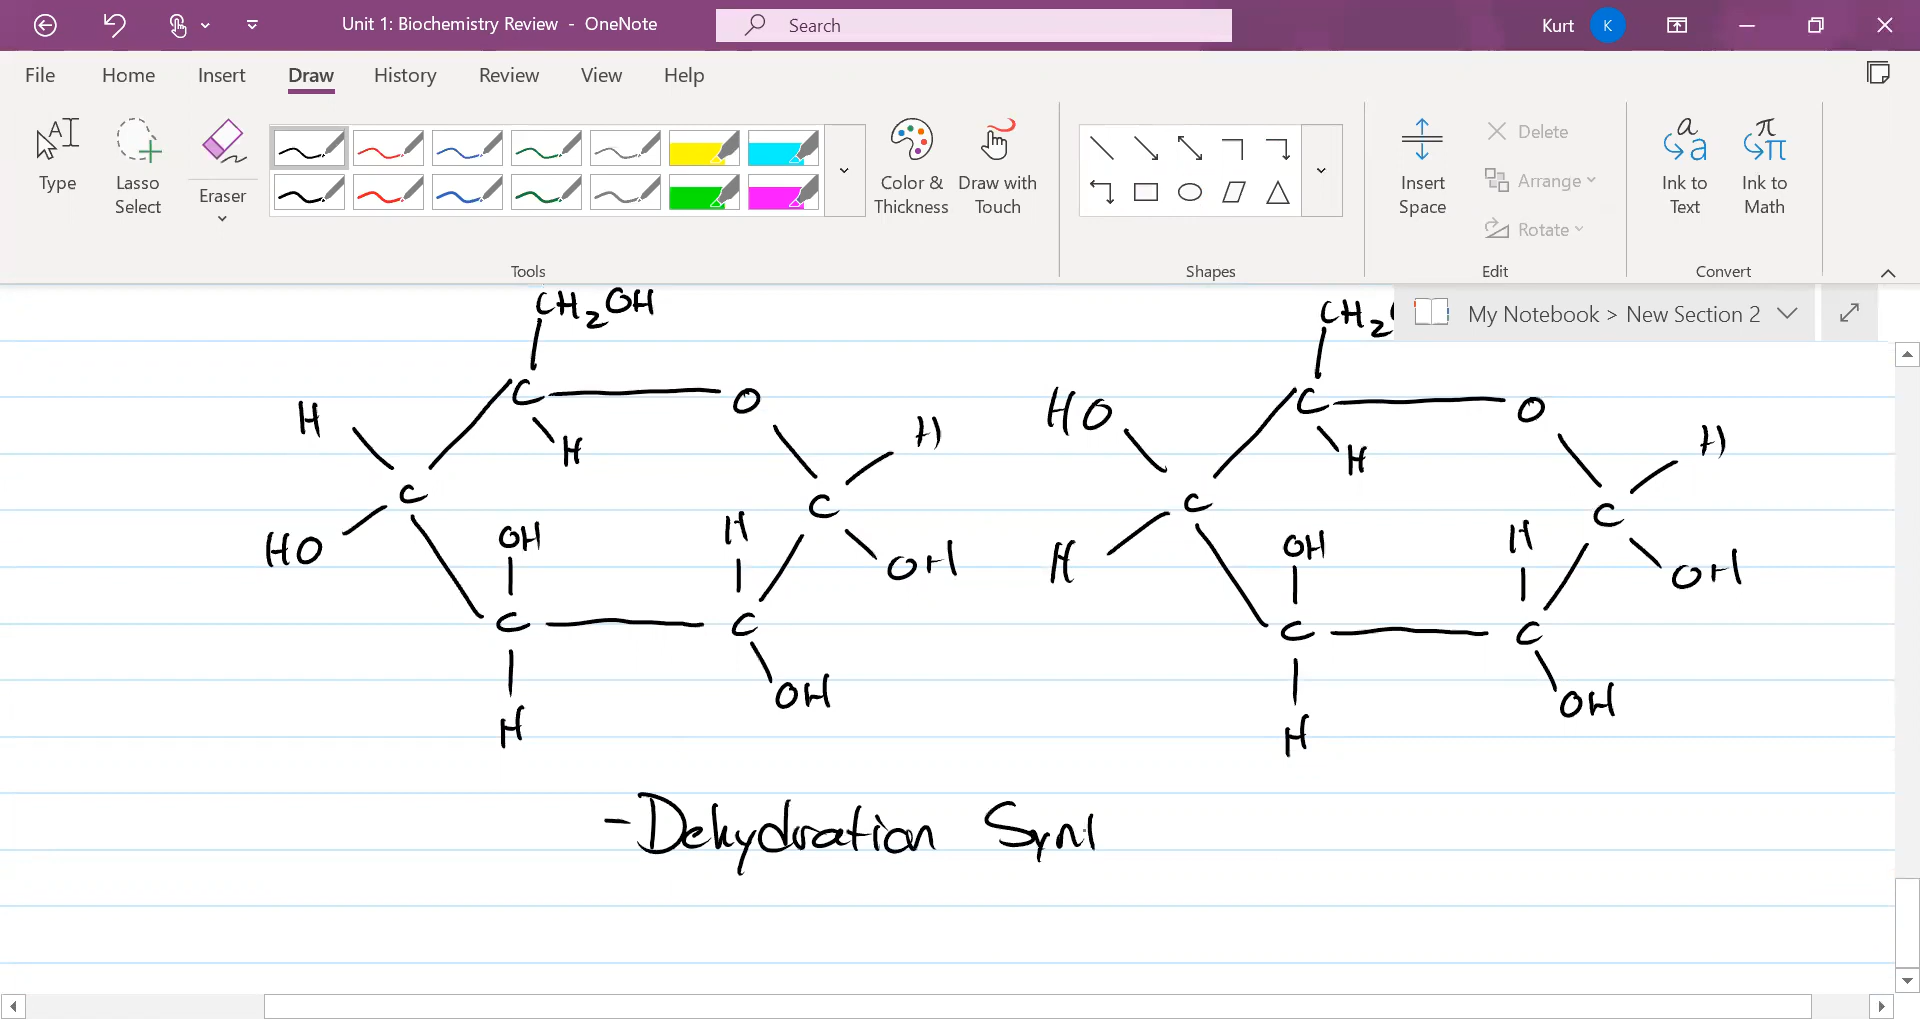 Unit 1: Biochemistry Review - OneNote
Search
Kurt
K
File Home Insert Draw History Review View Help
Type
Lasso Select
Eraser
Color & Thickness
Draw with Touch
Insert Space
Delete
Arrange
Rotate
a
a
Ink to Text
π
π
Ink to Math
Tools
Shapes
Edit
Convert
My Notebook > New Section 2
CH₂OH
CH₂
C O
H
H
H
C
C
HO
OH
H
OH
C C
OH
H
HO
C O
H
H
C
C
H
OH
H
OH
C C
OH
H
- Dehydration Syn